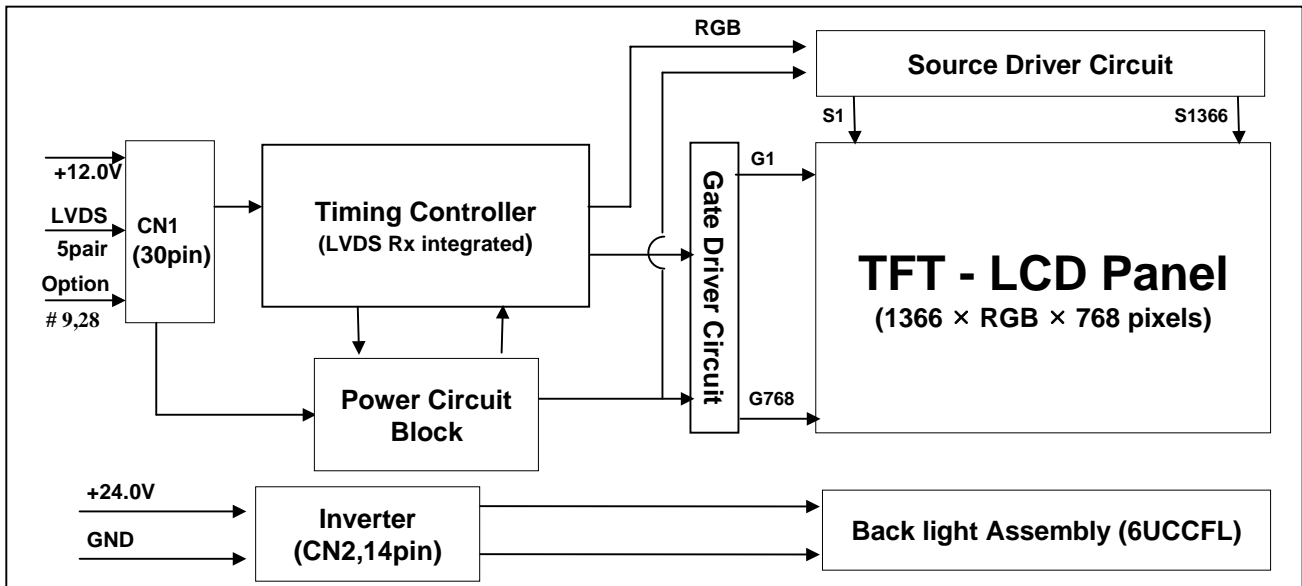 RGB
Source Driver Circuit
S1
S1366
+12.0V
LVDS
5pair
Option
# 9,28
CN1
(30pin)
Timing Controller
(LVDS Rx integrated)
Gate Driver Circuit
G1
G768
TFT - LCD Panel
(1366 × RGB × 768 pixels)
Power Circuit
Block
+24.0V
GND
Inverter
(CN2,14pin)
Back light Assembly (6UCCFL)